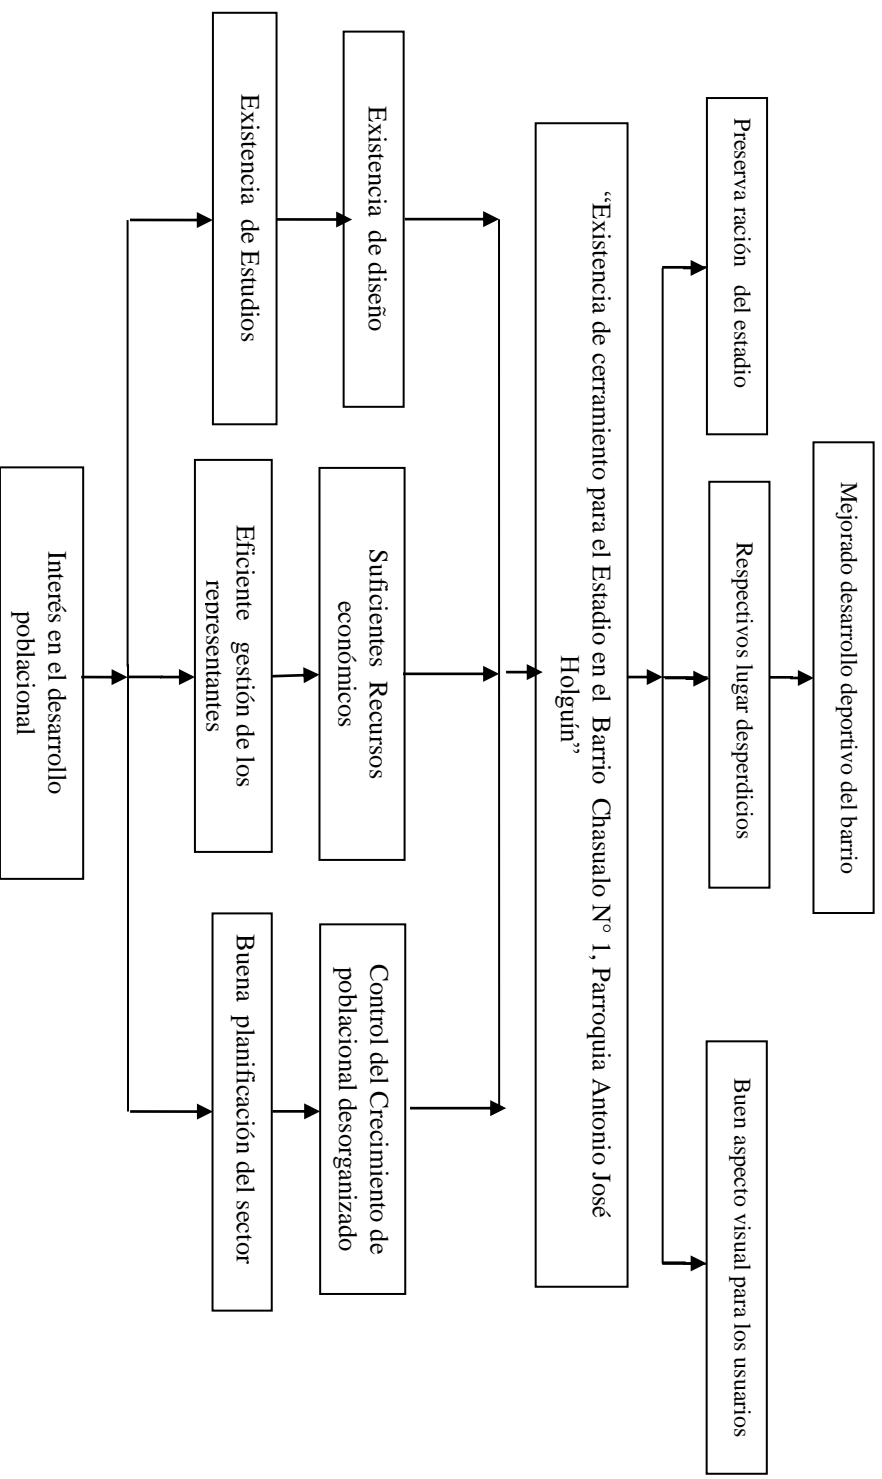 Mejorado desarrollo deportivo del barrio
Preserva ración del estadio
Respectivos lugar desperdicios
Buen aspecto visual para los usuarios
“Existencia de cerramiento para el Estadio en el Barrio Chasualo N° 1, Parroquia Antonio José
Holguín”
Existencia de diseño
Suficientes Recursos
económicos
Control del Crecimiento de
poblacional desorganizado
Existencia de Estudios
Eficiente gestión de los
representantes
Buena planificación del sector
Interés en el desarrollo
poblacional